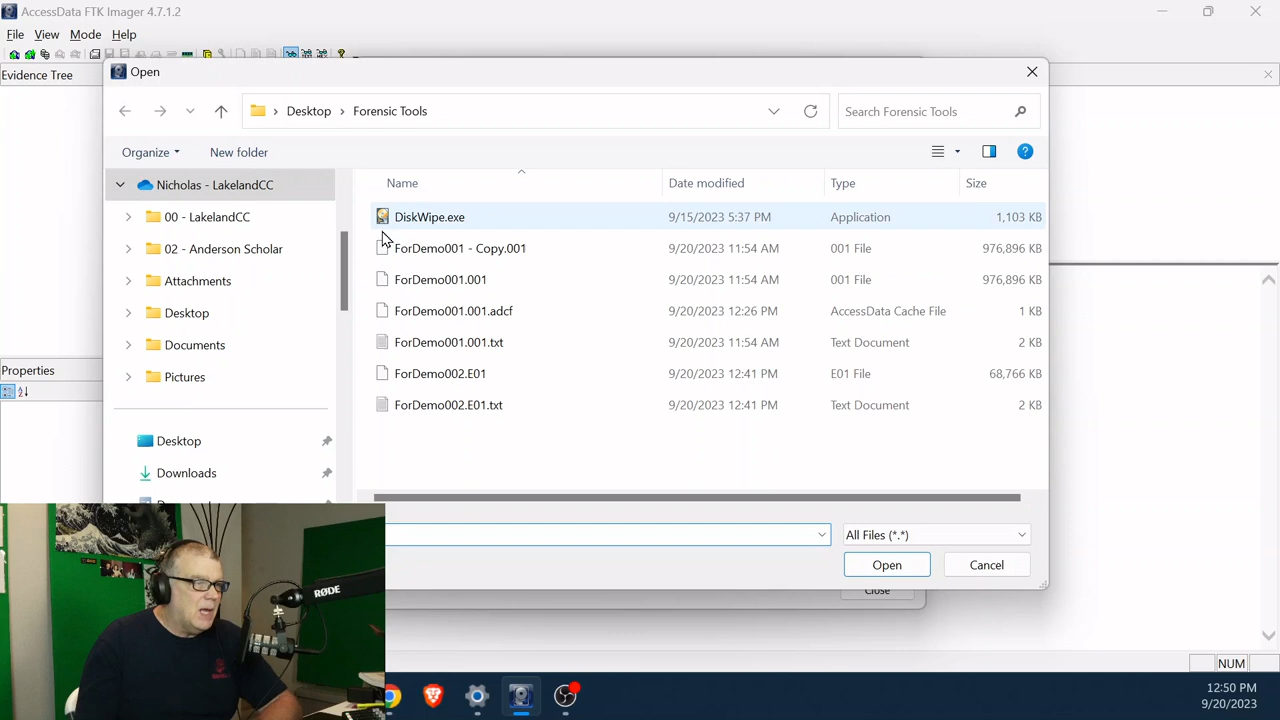 AccessData FTK Imager 4.7.1.2
File View Mode Help
Evidence Tree
Open
Desktop Forensic Tools
Search Forensic Tools
Organize New folder
Name Date modified Type Size
Nicholas - LakelandCC
00 - LakelandCC
02 - Anderson Scholar
Attachments
Desktop
Documents
Pictures
Desktop
Downloads
DiskWipe.exe 9/15/2023 5:37 PM Application 1,103 KB
ForDemo001 - Copy.001 9/20/2023 11:54 AM 001 File 976,896 KB
ForDemo001.001 9/20/2023 11:54 AM 001 File 976,896 KB
ForDemo001.001.adcf 9/20/2023 12:26 PM AccessData Cache File 1 KB
ForDemo001.001.txt 9/20/2023 11:54 AM Text Document 2 KB
ForDemo002.E01 9/20/2023 12:41 PM E01 File 68,766 KB
ForDemo002.E01.txt 9/20/2023 12:41 PM Text Document 2 KB
Properties
All Files (*.*)
Open Cancel
Close
RØDE
NUM
12:50 PM
9/20/2023